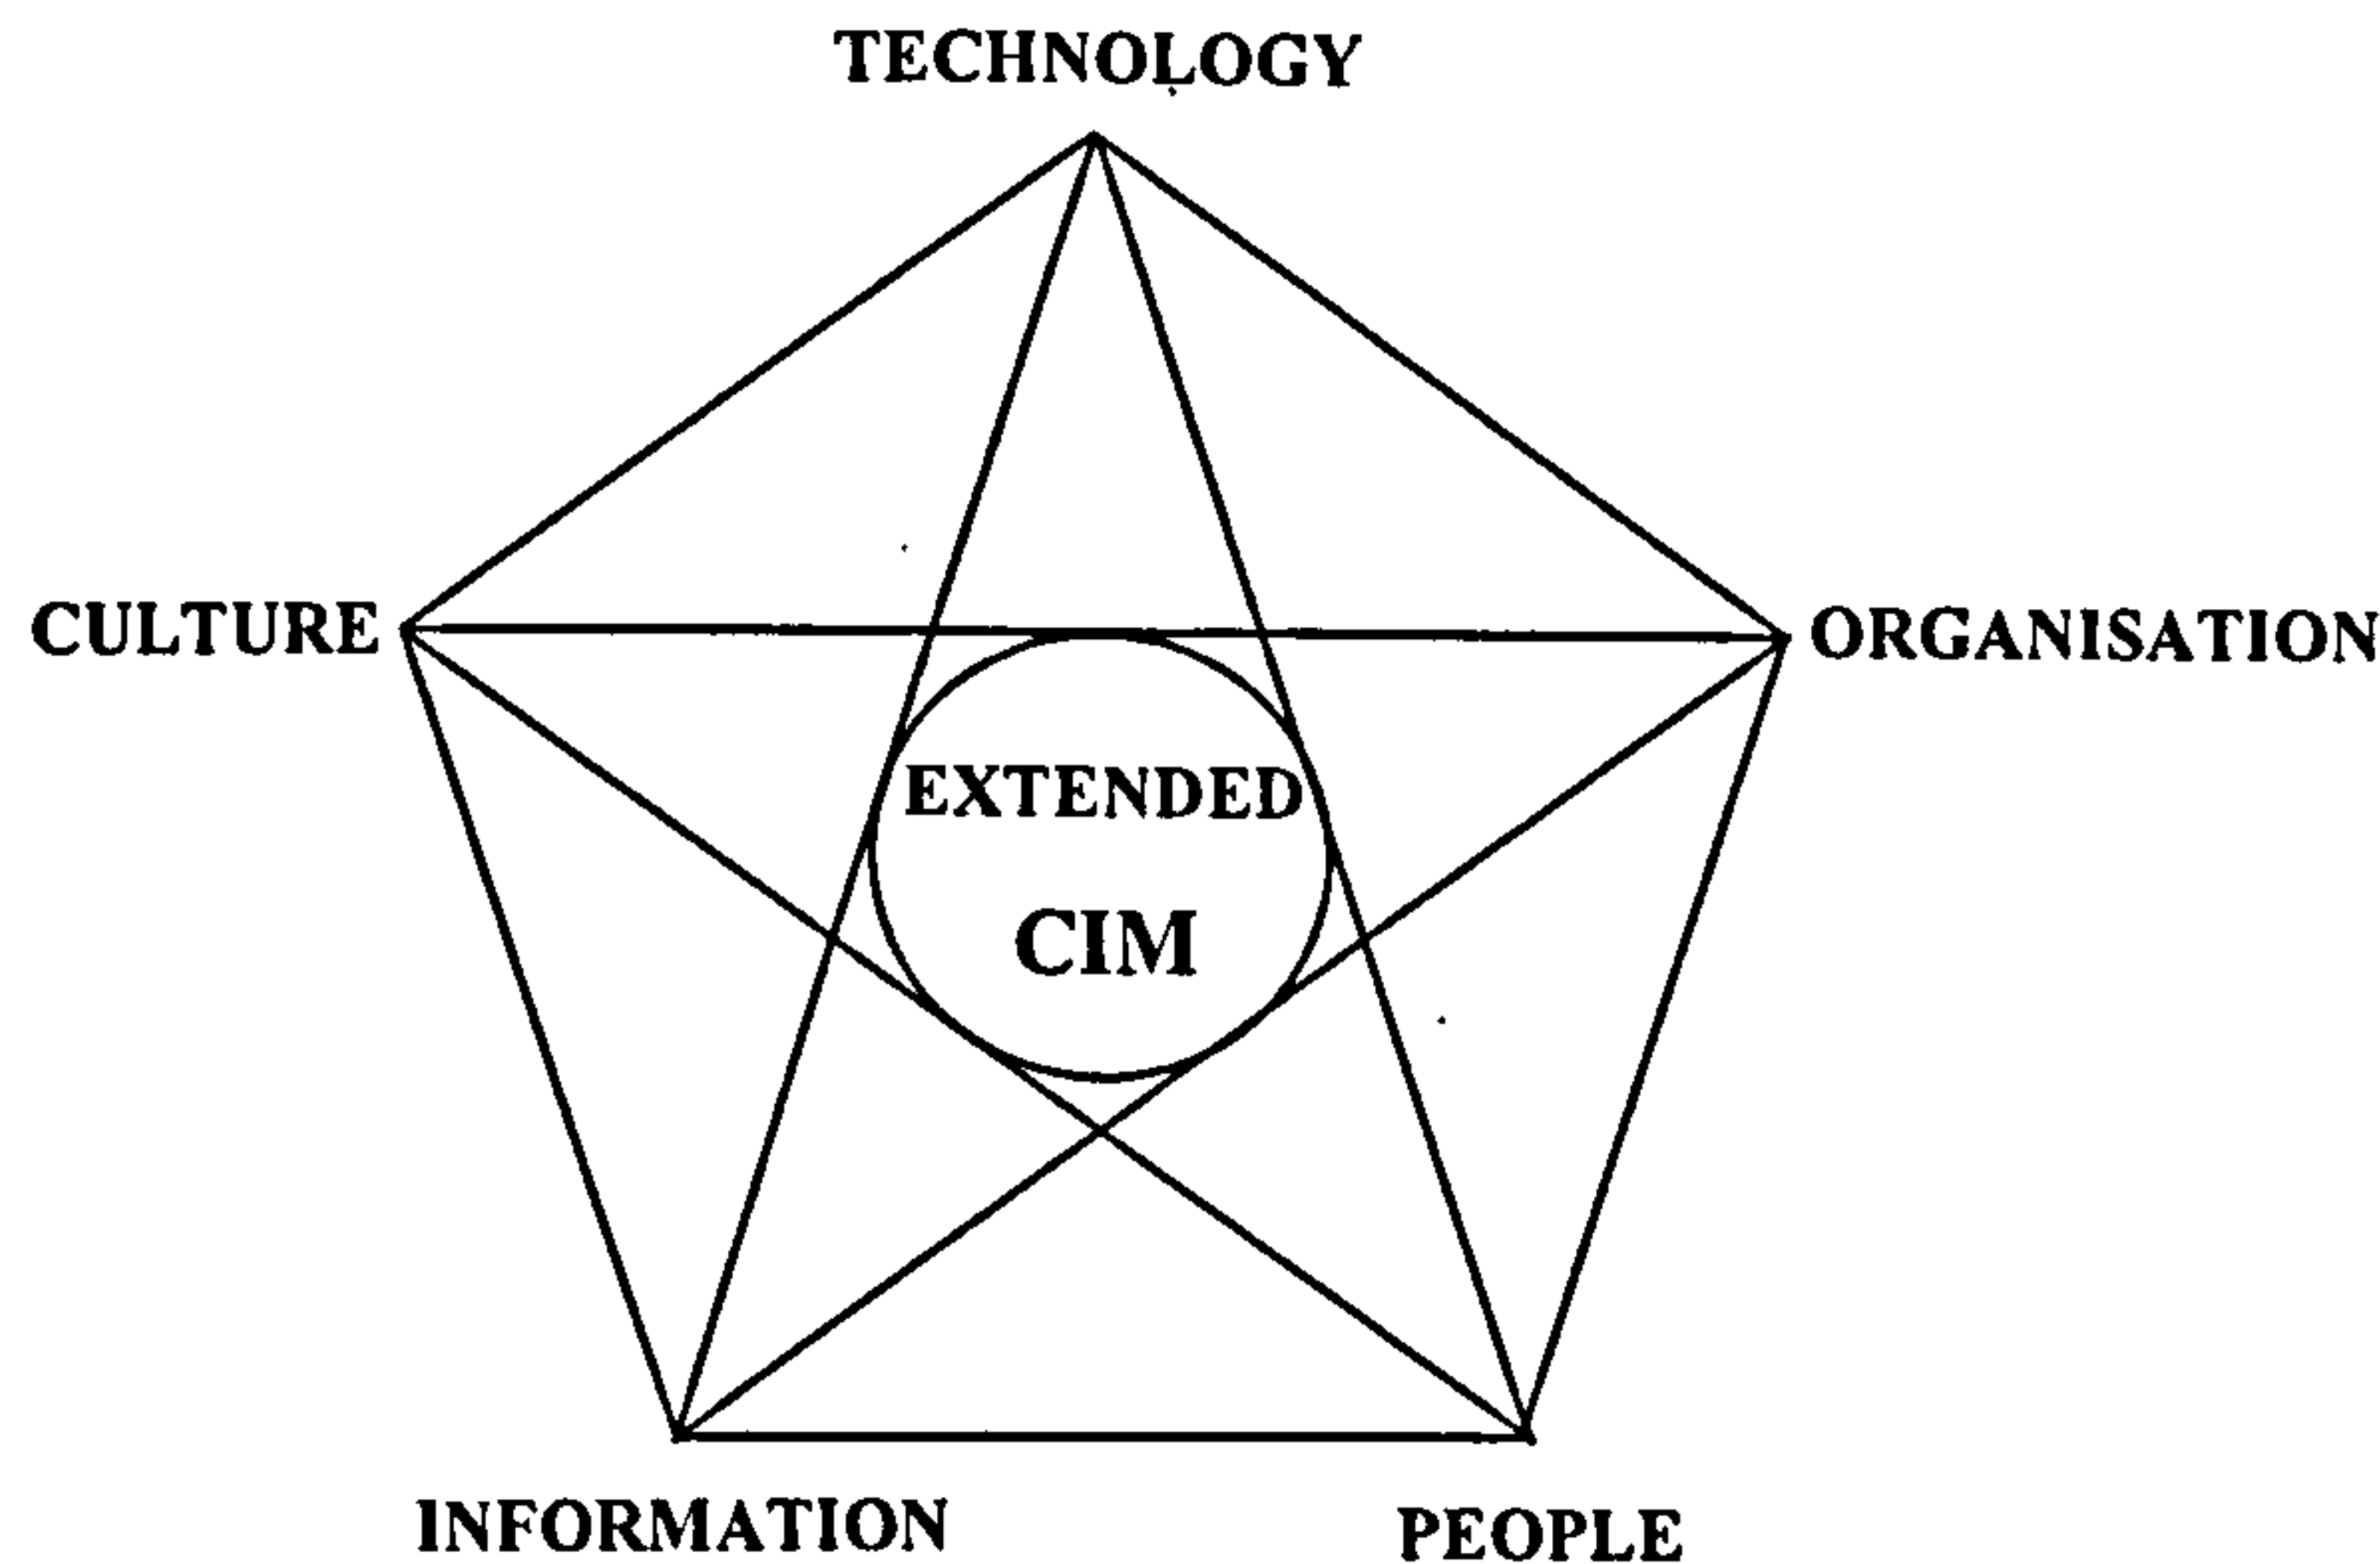 TECHNOLOGY
CULTURE
ORGANISATION
EXTENDED
CIM
INFORMATION
PEOPLE